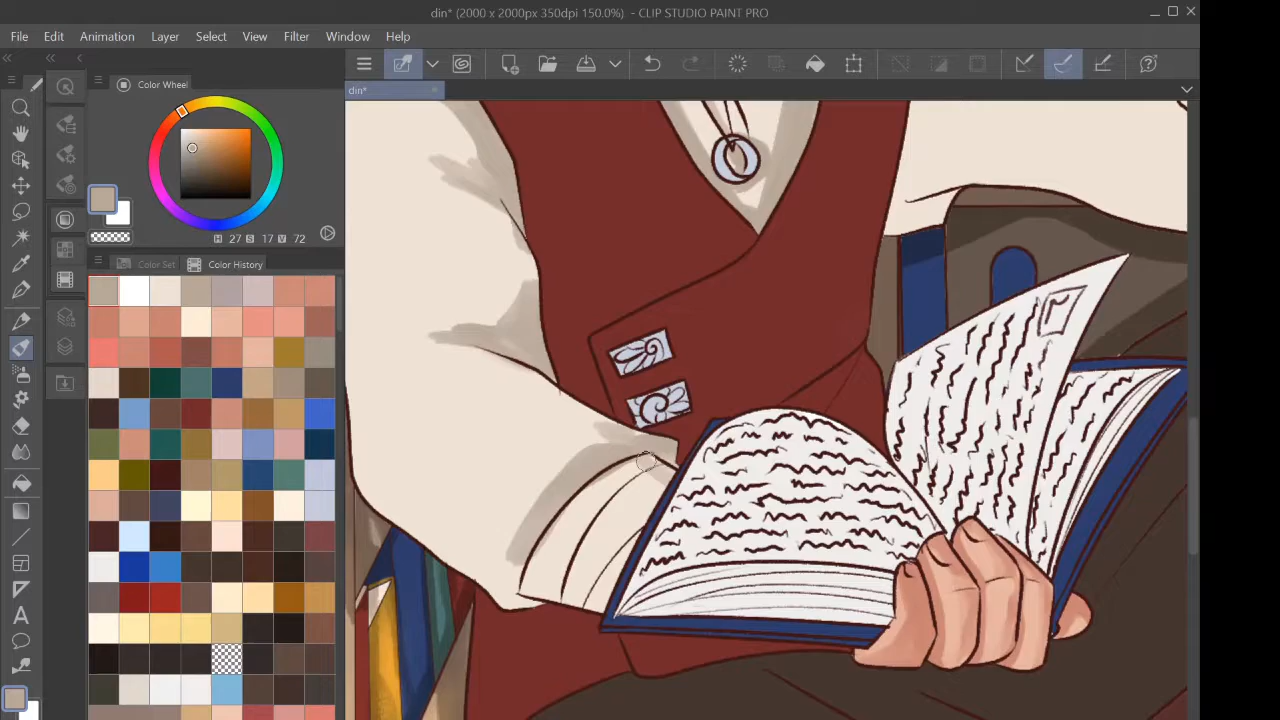 din* (2000 x 2000px 350dpi 150.0%) - CLIP STUDIO PAINT PRO
File Edit Animation Layer Select View Filter Window Help
din*
Color Wheel
H 27 S 17 V 72
Color Set Color History